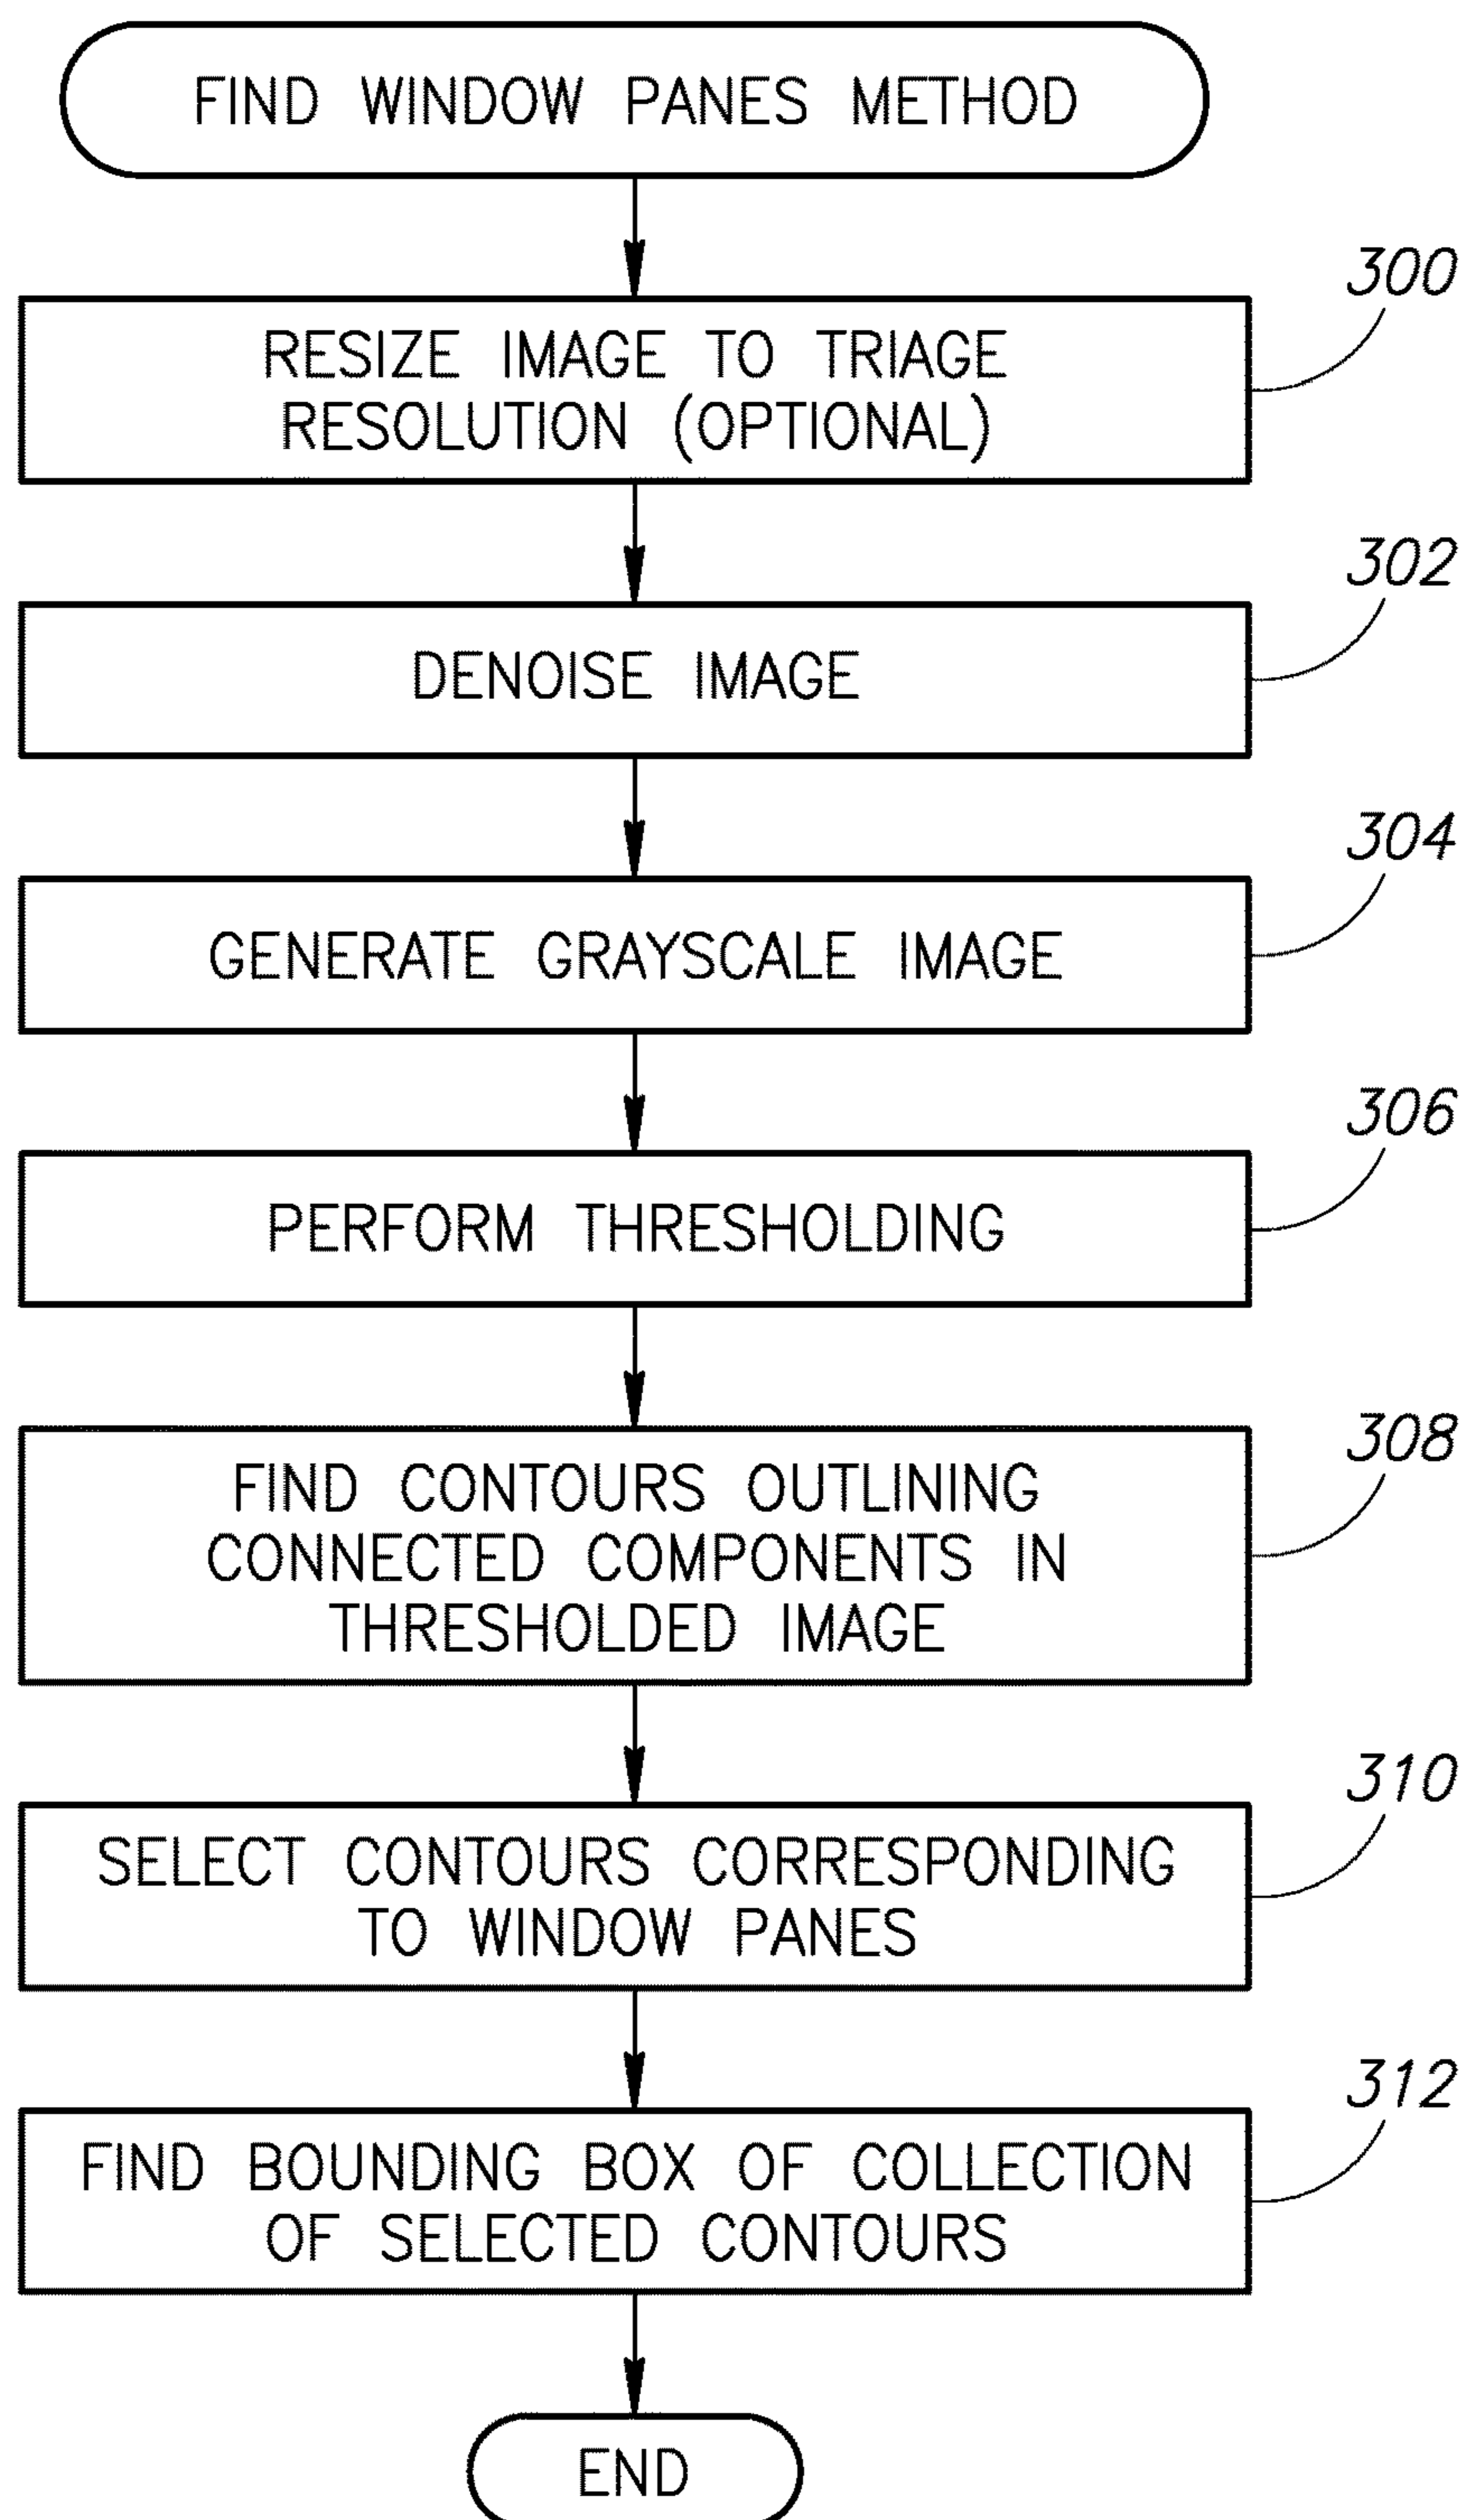 FIND WINDOW PANES METHOD
300
RESIZE IMAGE TO TRIAGE
RESOLUTION (OPTIONAL)
302
DENOISE IMAGE
304
GENERATE GRAYSCALE IMAGE
306
PERFORM THRESHOLDING
308
FIND CONTOURS OUTLINING
CONNECTED COMPONENTS IN
THRESHOLDED IMAGE
310
SELECT CONTOURS CORRESPONDING
TO WINDOW PANES
312
FIND BOUNDING BOX OF COLLECTION
OF SELECTED CONTOURS
END